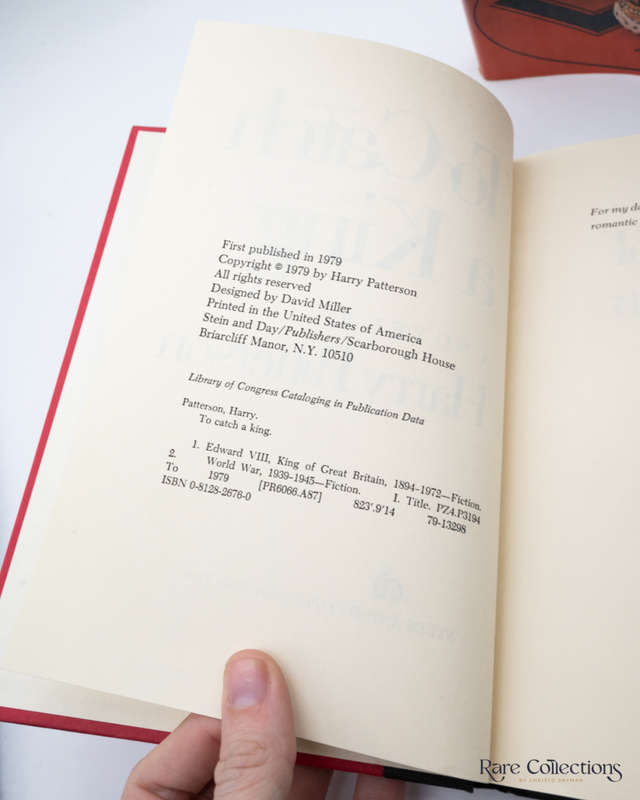 First published in 1979
Copyright © 1979 by Harry Patterson
All rights reserved
Designed by David Miller
Printed in the United States of America
Stein and Day/Publishers/Scarborough House
Briarcliff Manor, N.Y. 10510
Library of Congress Cataloging in Publication Data
Patterson, Harry.
To catch a king.
1. Edward VIII, King of Great Britain, 1894-1972—Fiction.
2. World War, 1939-1945—Fiction. I. Title. PZ4.P3194
To 1979 [PR6066.A87] 823'.9'14 79-13298
ISBN 0-8128-2676-0
For my da
romantic
Rare Collections